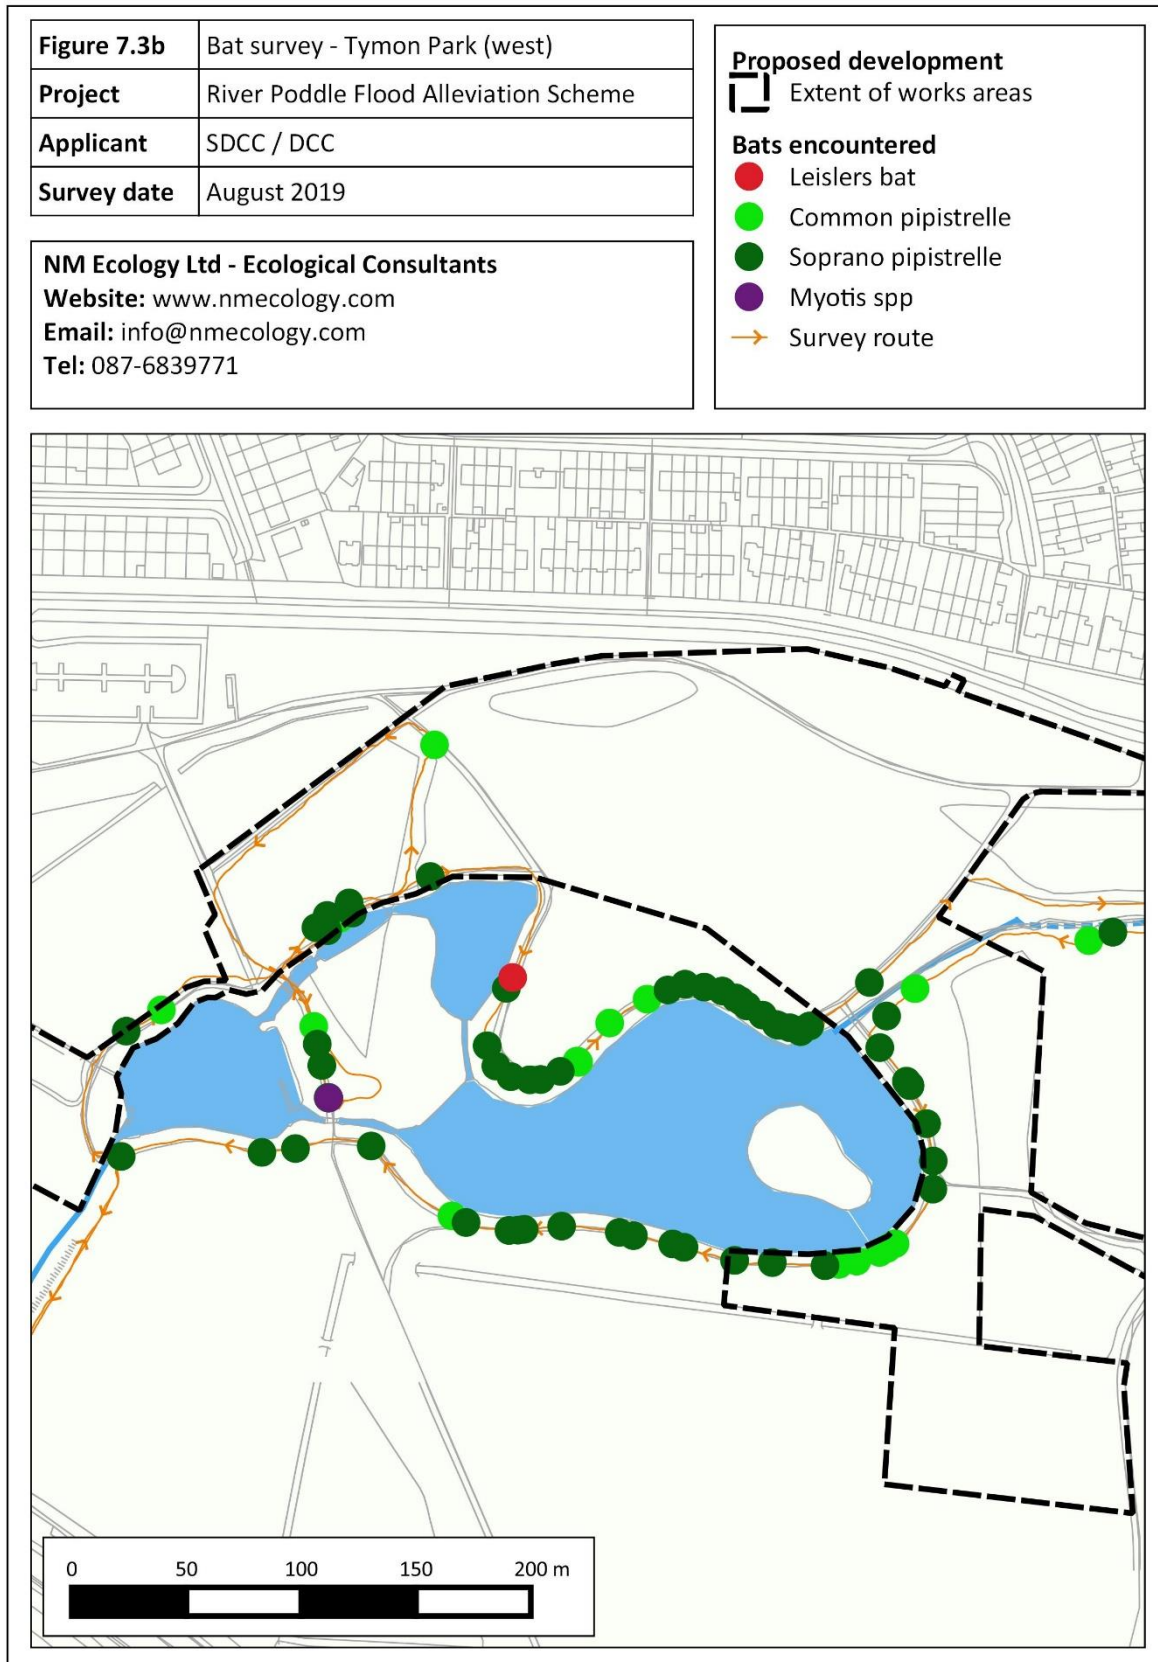 Figure 7.3b Bat survey - Tymon Park (west)
Project River Poddle Flood Alleviation Scheme
Applicant SDCC / DCC
Survey date August 2019
NM Ecology Ltd - Ecological Consultants
Website: www.nmecology.com
Email: info@nmecology.com
Tel: 087-6839771
Proposed development
Extent of works areas
Bats encountered
Leislers bat
Common pipistrelle
Soprano pipistrelle
Myotis spp
Survey route
0 50 100 150 200 m